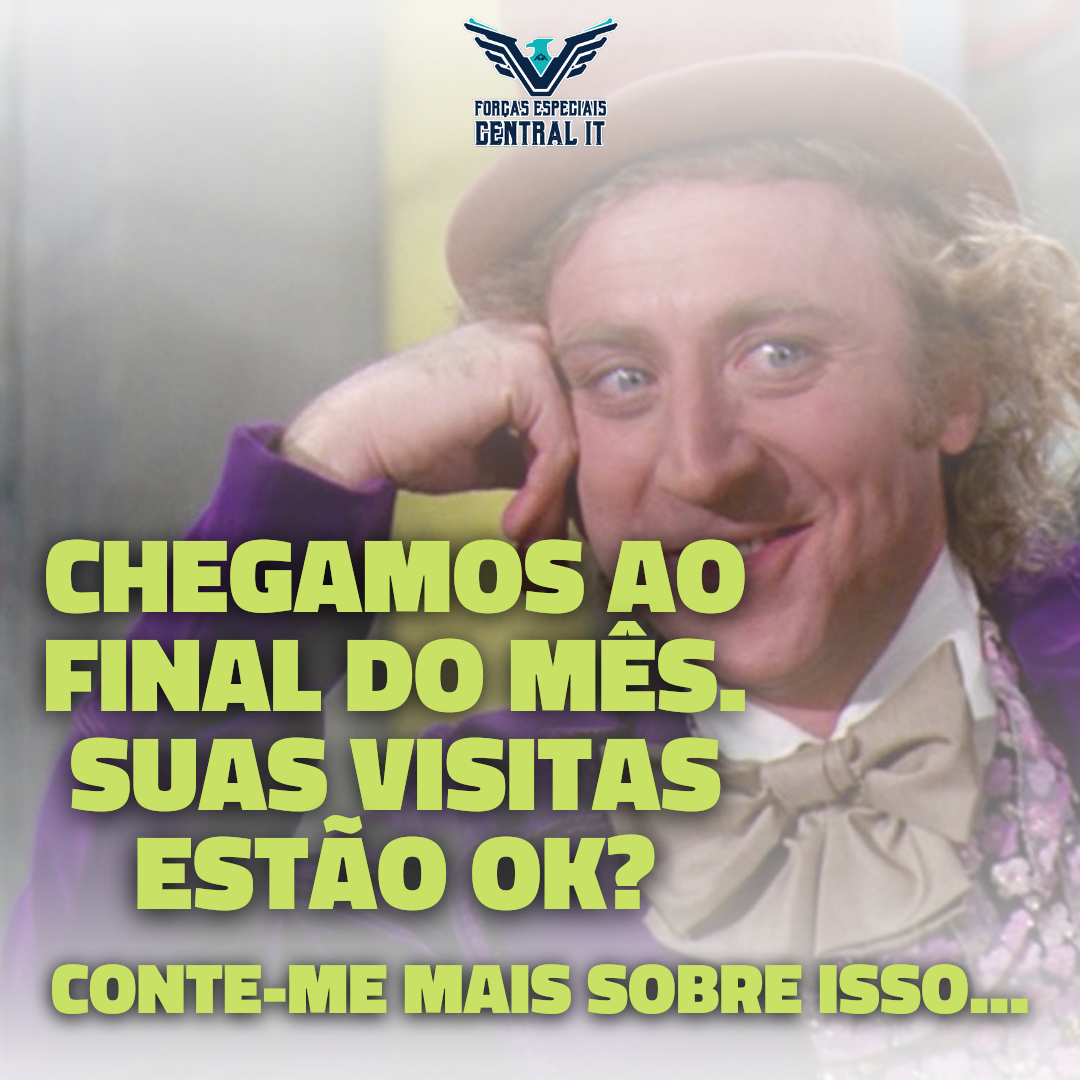 FORÇAS ESPECIAIS
CENTRAL IT
CHEGAMOS AO
FINAL DO MÊS.
SUAS VISITAS
ESTÃO OK?
CONTE-ME MAIS SOBRE ISSO...